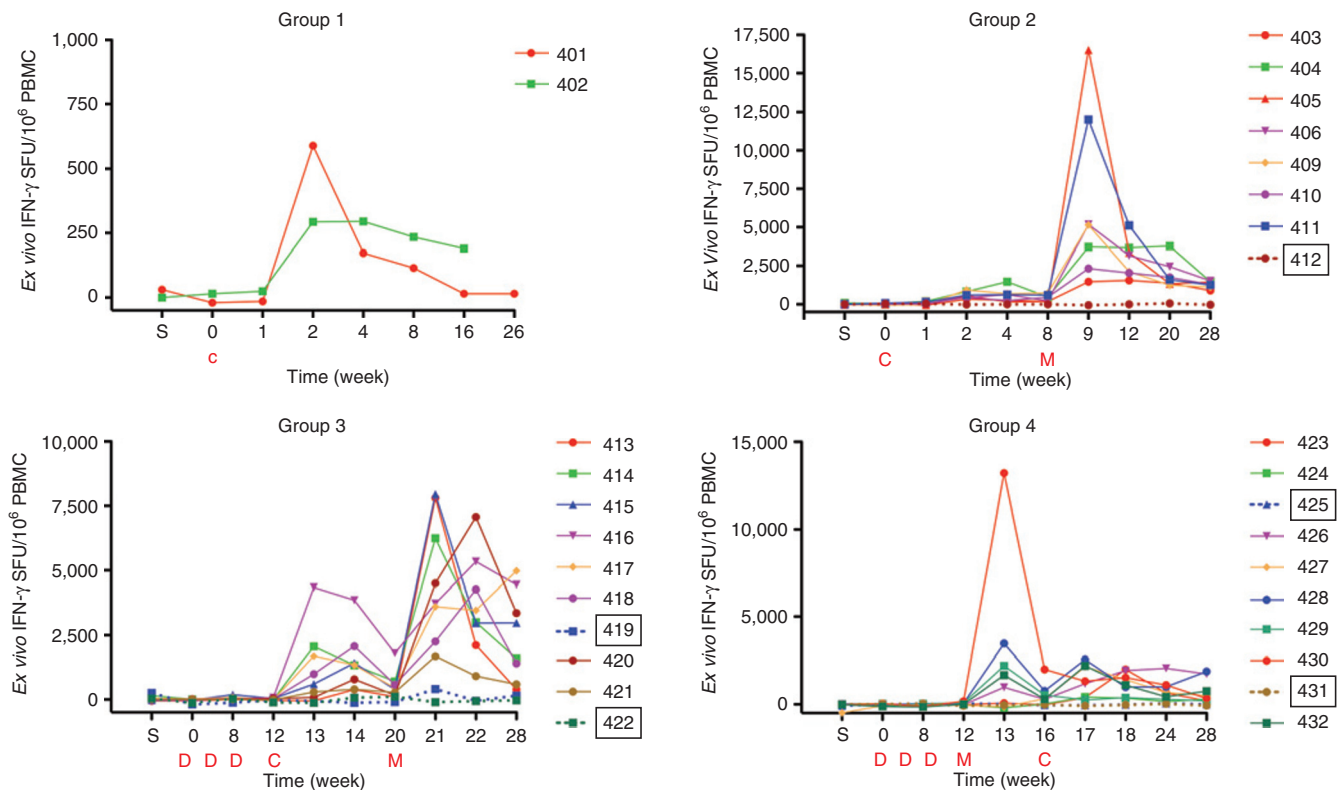 Group 1
Ex vivo IFN-γ SFU/10⁶ PBMC
1,000
750
500
250
0
S 0 1 2 4 8 16 26
c
Time (week)
401
402
Group 2
Ex Vivo IFN-γ SFU/10⁶ PBMC
17,500
15,000
12,500
10,000
7,500
5,000
2,500
0
S 0 1 2 4 8 9 12 20 28
C M
Time (week)
403
404
405
406
409
410
411
412
Group 3
Ex vivo IFN-γ SFU/10⁶ PBMC
10,000
7,500
5,000
2,500
0
S 0 8 12 13 14 20 21 22 28
D D D C M
Time (week)
413
414
415
416
417
418
419
420
421
422
Group 4
Ex vivo IFN-γ SFU/10⁶ PBMC
15,000
10,000
5,000
0
S 0 8 12 13 16 17 18 24 28
D D D M C
Time (week)
423
424
425
426
427
428
429
430
431
432